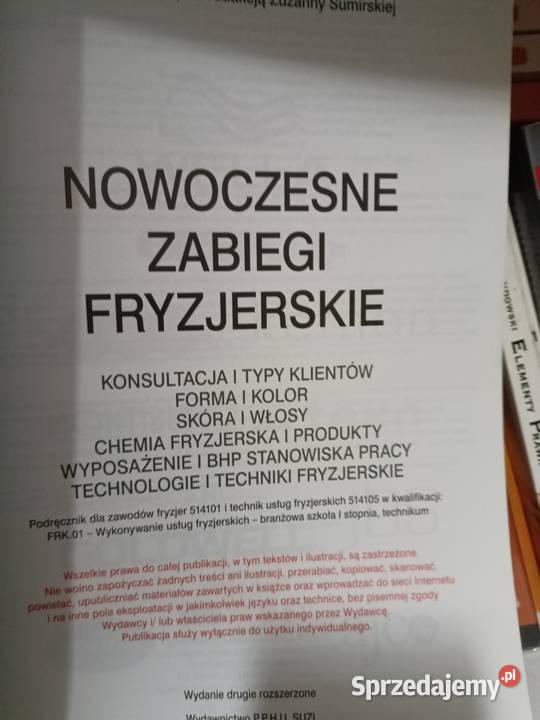 redakcją Zuzanny Sumirskiej
NOWOCZESNE
ZABIEGI
FRYZJERSKIE
KONSULTACJA I TYPY KLIENTÓW
FORMA I KOLOR
SKÓRA I WŁOSY
CHEMIA FRYZJERSKA I PRODUKTY
WYPOSAŻENIE I BHP STANOWISKA PRACY
TECHNOLOGIE I TECHNIKI FRYZJERSKIE
Podręcznik dla zawodów fryzjer 514101 i technik usług fryzjerskich 514105 w kwalifikacji:
FRK.01 – Wykonywanie usług fryzjerskich – branżowa szkoła I stopnia, technikum
Wszelkie prawa do całej publikacji, w tym tekstów i ilustracji, są zastrzeżone.
Nie wolno zapożyczać żadnych treści ani ilustracji, przerabiać, kopiować, skanować,
powielać, upubliczniać materiałów zawartych w książce oraz wprowadzać do sieci Internetu
i na inne pola eksploatacji w jakimkolwiek języku oraz technice, bez pisemnej zgody
Wydawcy i/ lub właściciela praw wskazanego przez Wydawcę.
Publikacja służy wyłącznie do użytku indywidualnego.
Wydanie drugie rozszerzone
Wydawnictwo P.P.H.U. SUZI
ELEMENTY
Sprzedajemy.pl